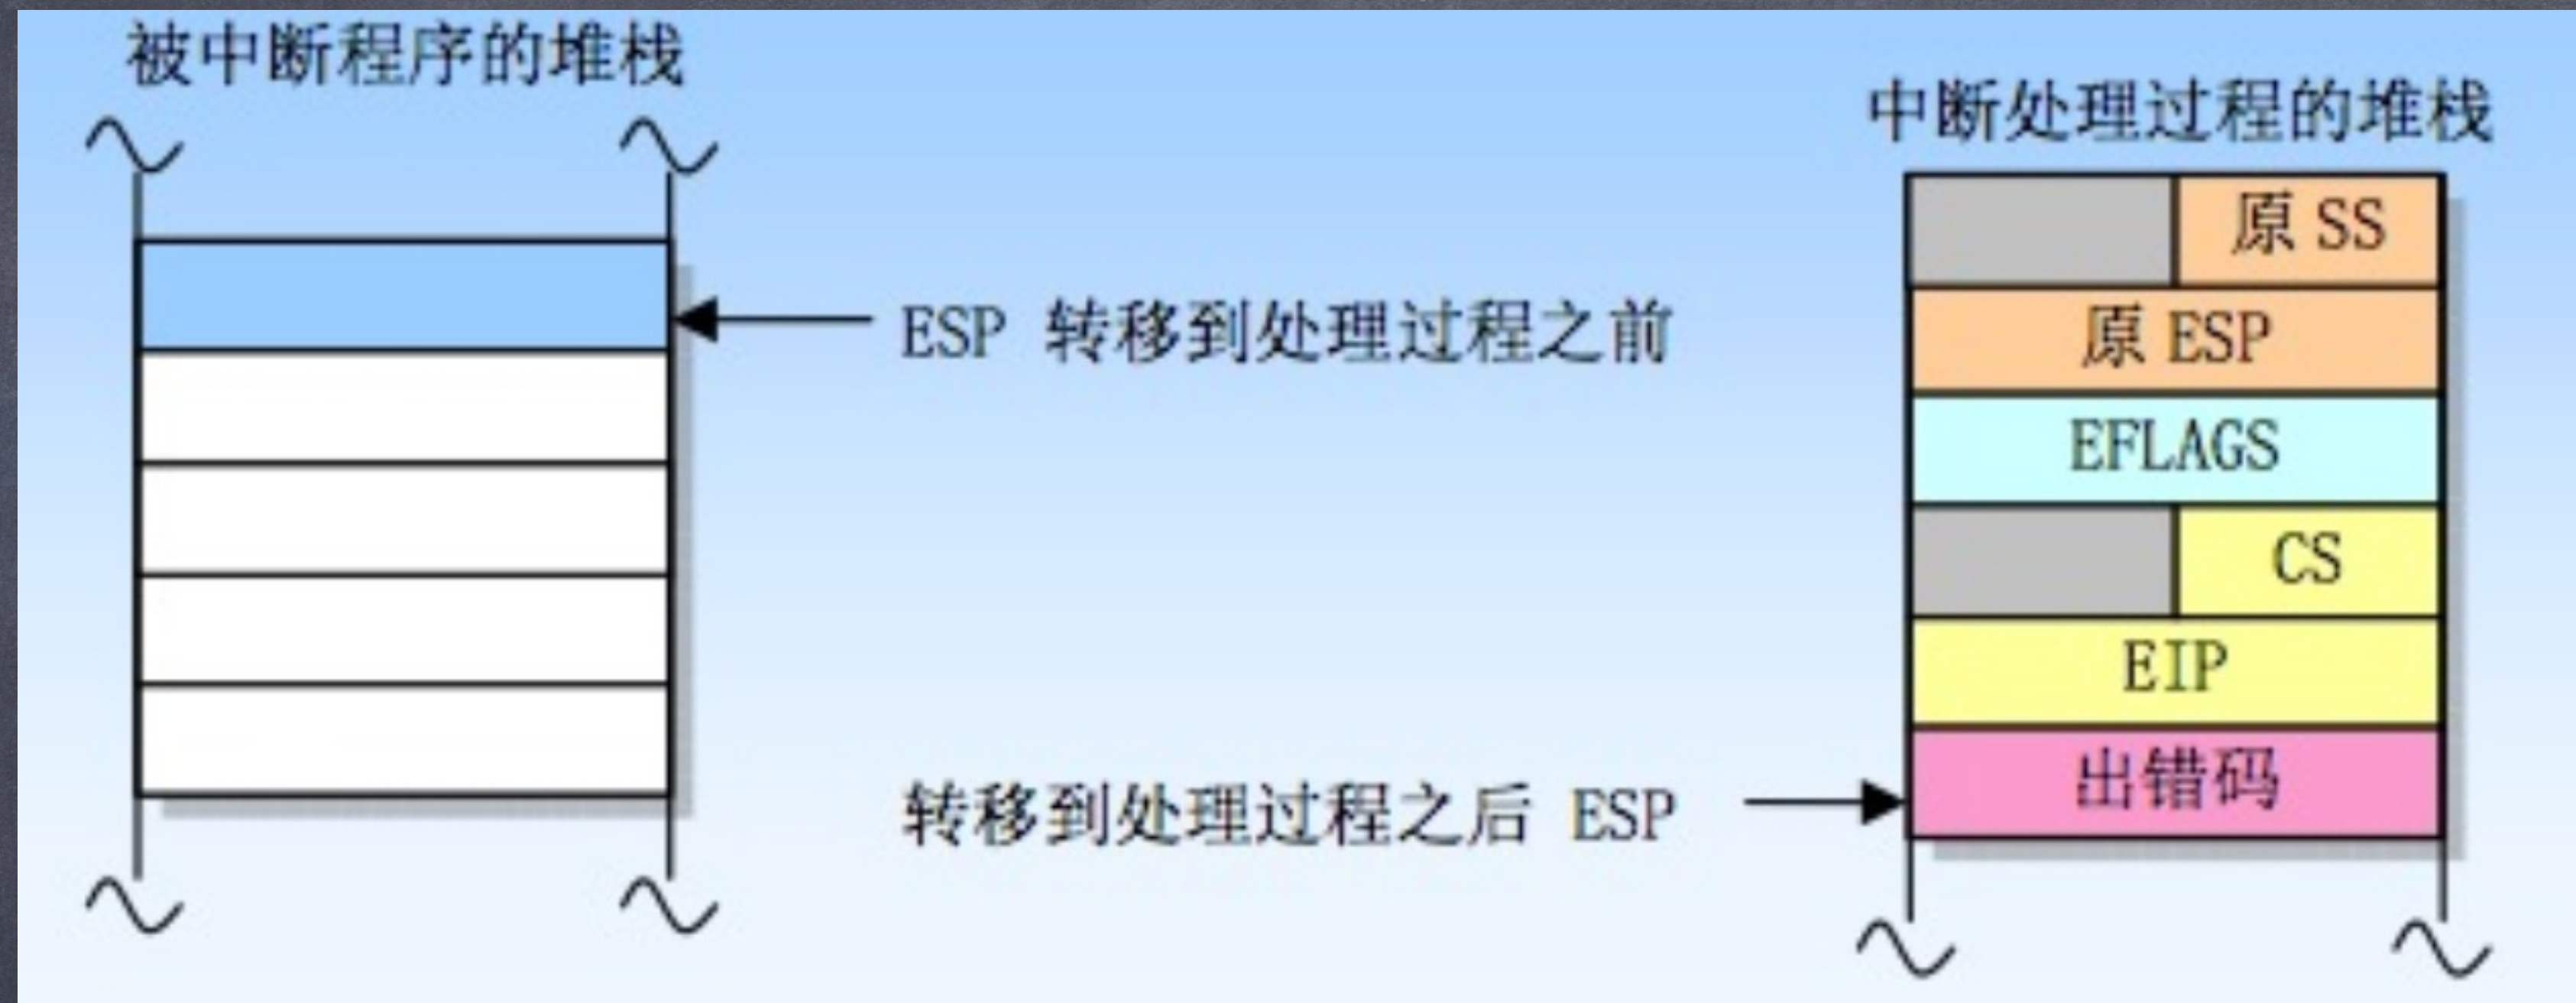 被中断程序的堆栈
中断处理过程的堆栈
原 SS
ESP 转移到处理过程之前
原 ESP
EFLAGS
CS
EIP
转移到处理过程之后 ESP
出错码